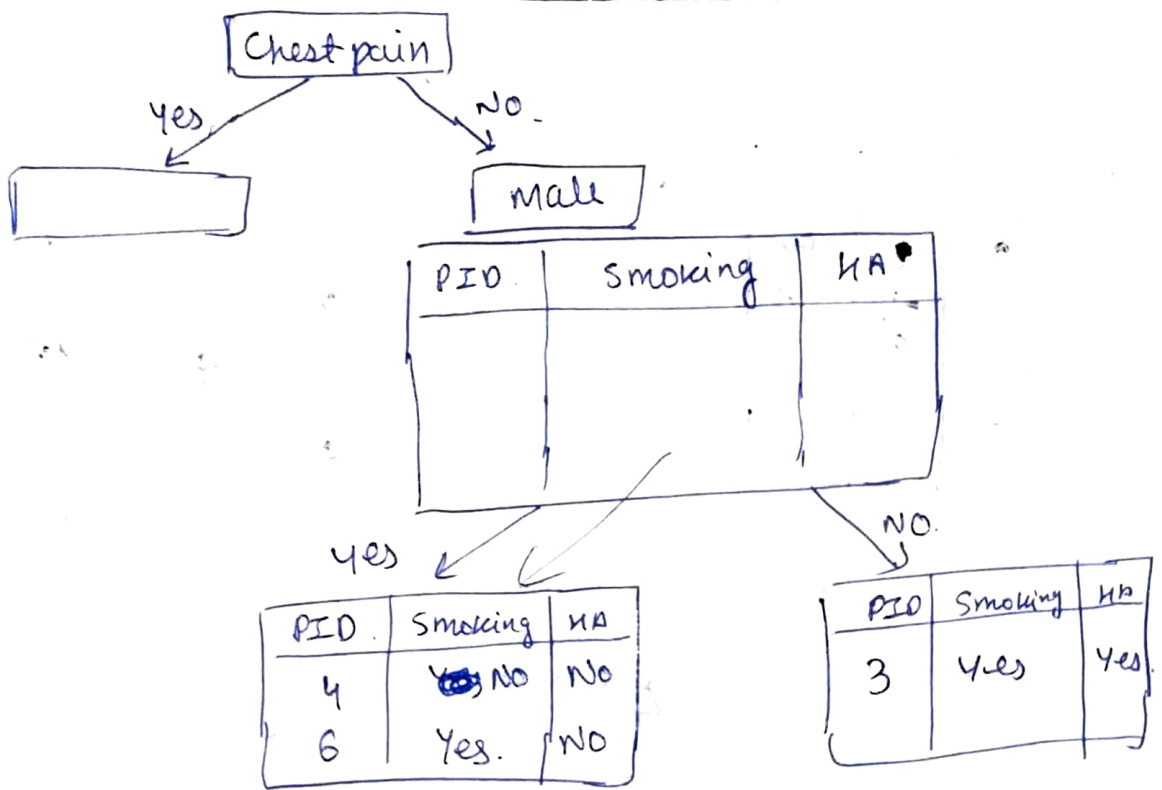 Chest pain
Yes NO.
Male
PID Smoking HA
Yes NO.
PID. Smoking HA
4 NO NO
6 Yes. NO
PID Smoking HA
3 Yes Yes.